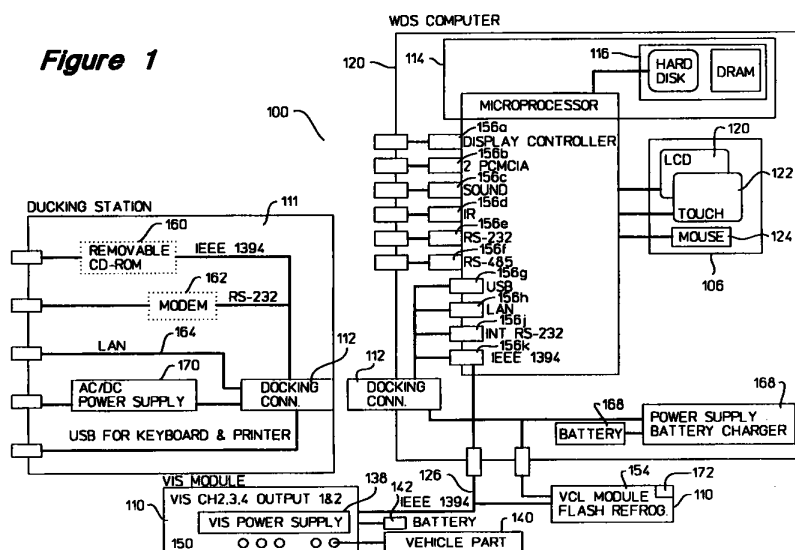 Figure 1
WDS COMPUTER
120
114
116
HARD
DISK
DRAM
MICROPROCESSOR
100
156a
DISPLAY CONTROLLER
156b
2 PCMCIA
156c
SOUND
156d
IR
156e
RS-232
156f
RS-485
156g
USB
156h
LAN
156j
INT RS-232
156k
IEEE 1394
120
LCD
122
TOUCH
MOUSE
124
106
DUCKING STATION
111
160
REMOVABLE
CD-ROM
IEEE 1394
162
MODEM
RS-232
LAN
164
170
AC/DC
POWER SUPPLY
112
DOCKING
CONN.
USB FOR KEYBOARD & PRINTER
112
DOCKING
CONN.
168
BATTERY
168
POWER SUPPLY
BATTERY CHARGER
126
VIS MODULE
110
VIS CH2,3,4 OUTPUT 1&2
138
142
IEEE 1394
VIS POWER SUPPLY
BATTERY
140
150
VEHICLE PART
154
172
VCL MODULE
FLASH REFROG.
110